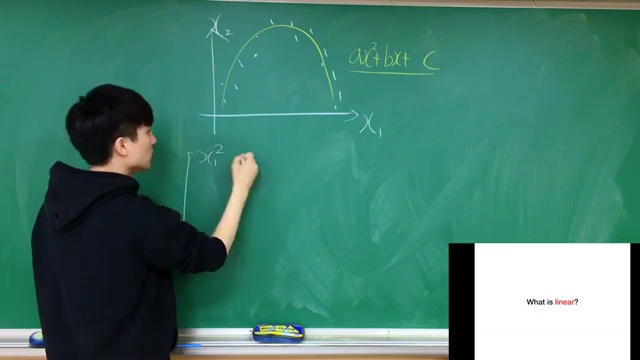 x₂
ax²+bx+ c
x₁
x₁²
What is linear?